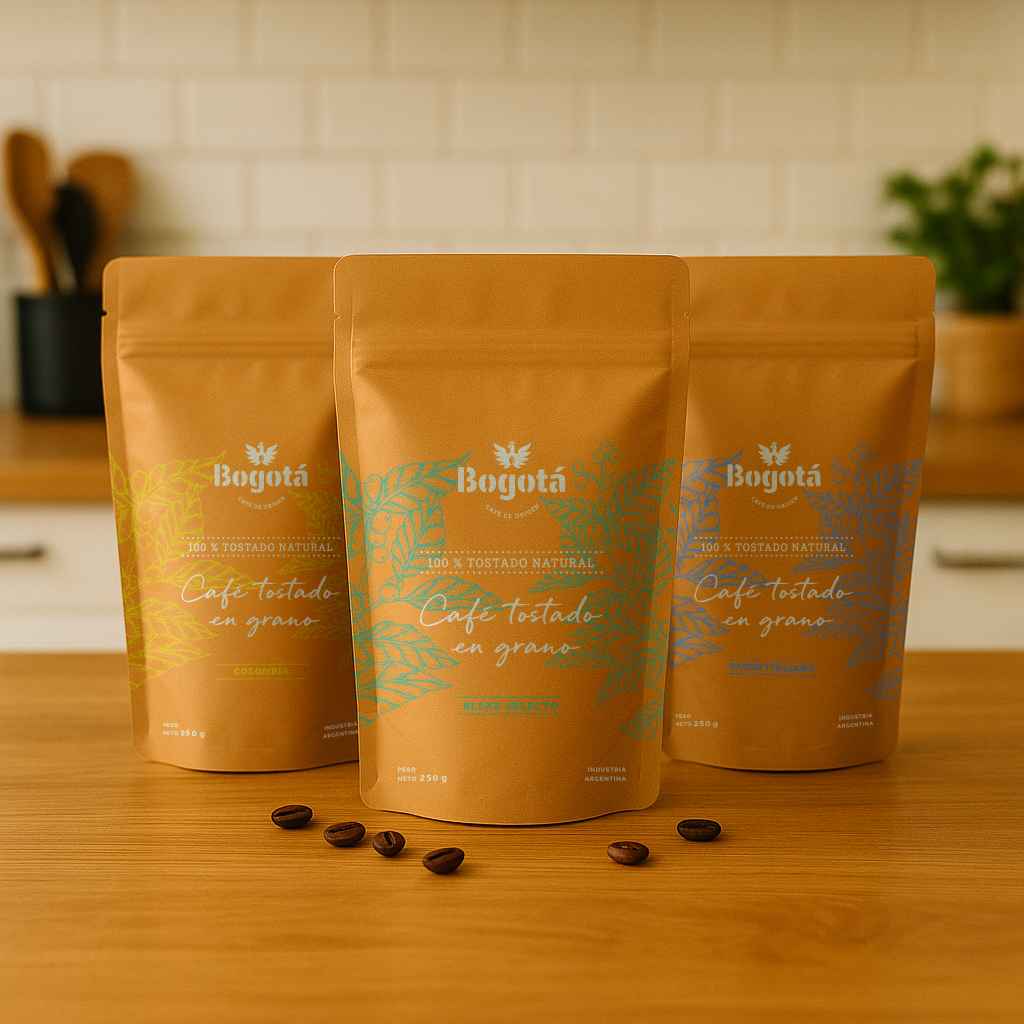 Bogotá
CAFÉ DE ORIGEN
100 % TOSTADO NATURAL
Café tostado
en grano
COLOMBIA
PESO
NETO 250 g
INDUSTRIA
ARGENTINA
Bogotá
CAFÉ DE ORIGEN
100 % TOSTADO NATURAL
Café tostado
en grano
BLEND SELECTO
PESO
NETO 250 g
INDUSTRIA
ARGENTINA
Bogotá
CAFÉ DE ORIGEN
100 % TOSTADO NATURAL
Café tostado
en grano
BLEND ITALIANO
PESO
NETO 250 g
INDUSTRIA
ARGENTINA